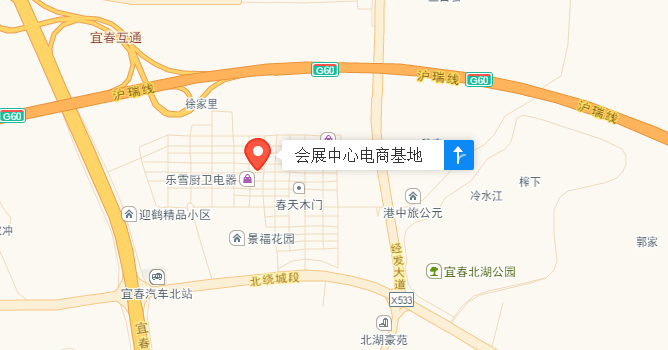 宜春互通
G60
沪瑞线
G60
沪瑞线
沪瑞线
G60
徐家里
会展中心电商基地
乐雪厨卫电器
春天木门
港中旅公元
冷水江
榨下
迎鹤精品小区
景福花园
郭家
经发大道
宜春北湖公园
北绕城段
宜春汽车北站
X533
宜春
北湖豪苑